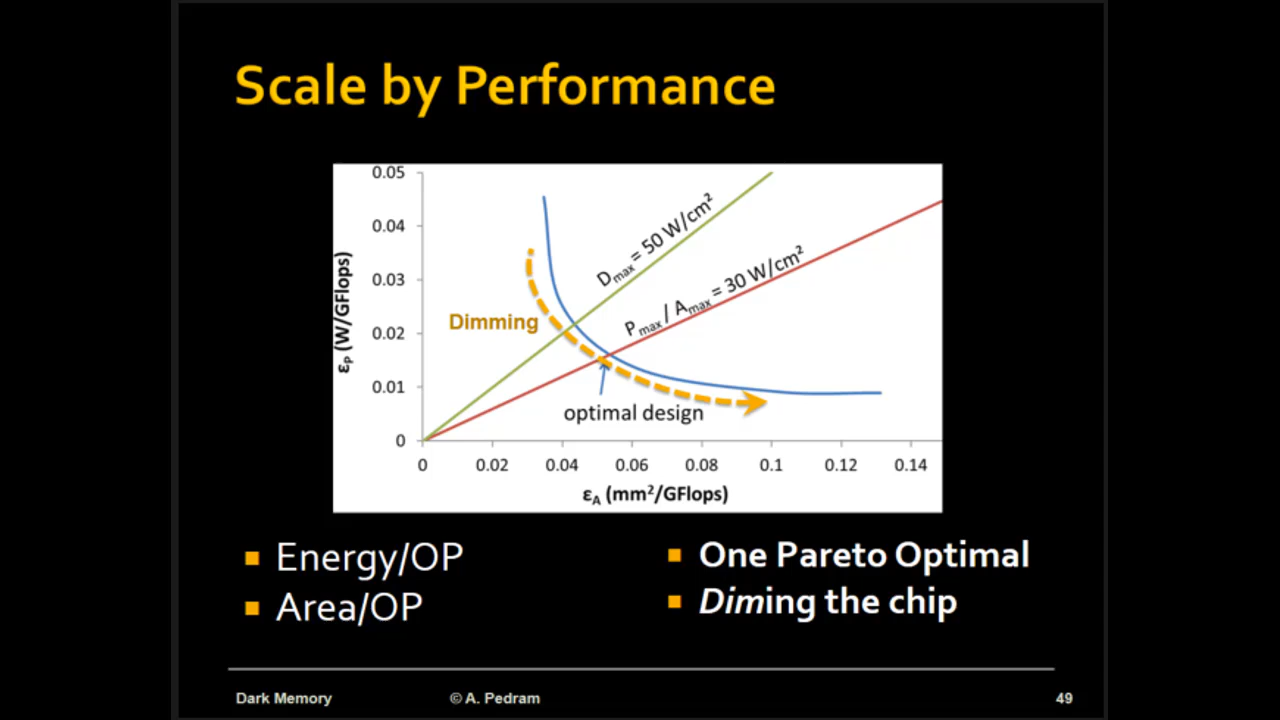 Scale by Performance
0.05
0.04
0.03
0.02
0.01
0
εP (W/GFlops)
Dmax = 50 W/cm²
Pmax / Amax = 30 W/cm²
Dimming
optimal design
0 0.02 0.04 0.06 0.08 0.1 0.12 0.14
εA (mm²/GFlops)
Energy/OP
Area/OP
One Pareto Optimal
Diming the chip
Dark Memory © A. Pedram 49